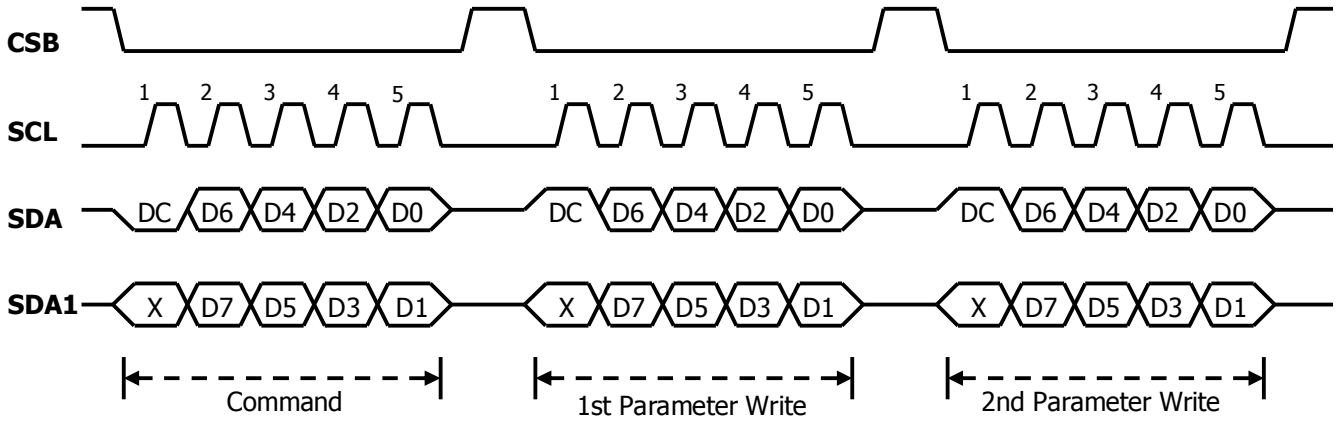 CSB
SCL 1 2 3 4 5 1 2 3 4 5 1 2 3 4 5
SDA DC D6 D4 D2 D0 DC D6 D4 D2 D0 DC D6 D4 D2 D0
SDA1 X D7 D5 D3 D1 X D7 D5 D3 D1 X D7 D5 D3 D1
Command 1st Parameter Write 2nd Parameter Write